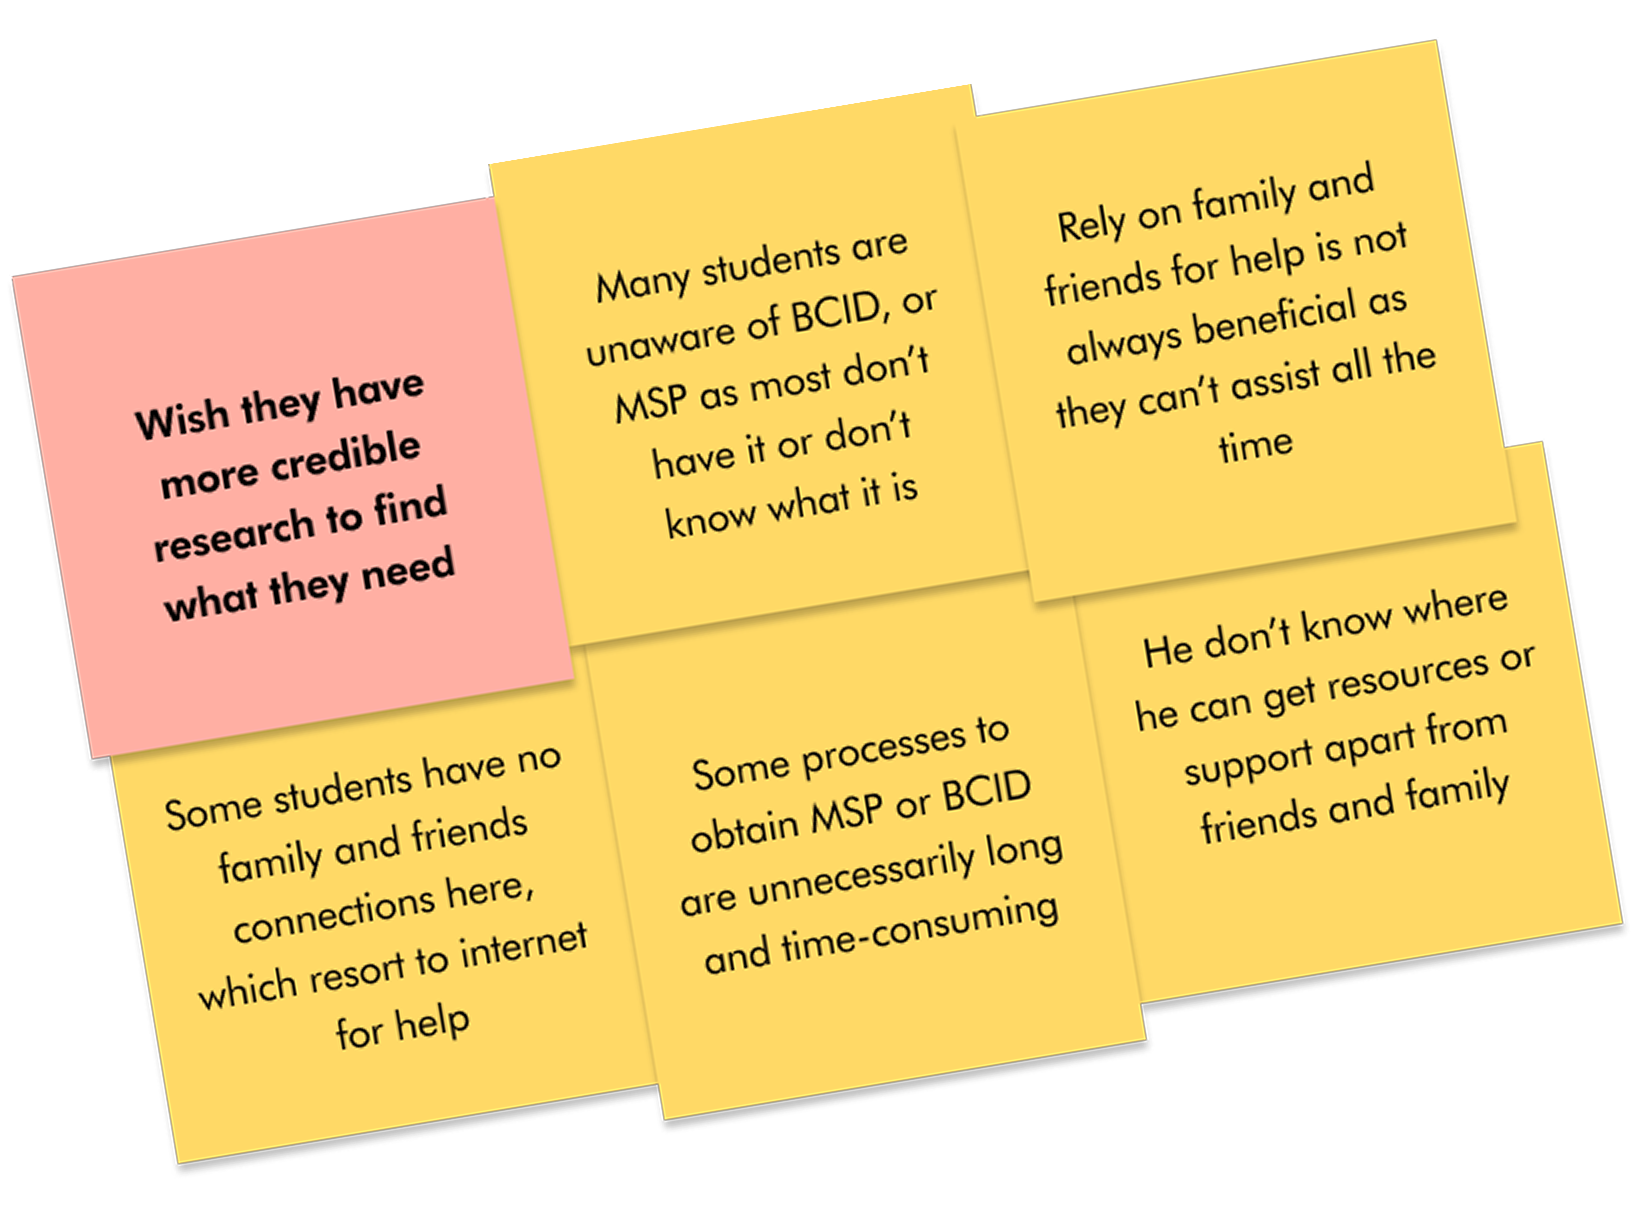 Wish they have
more credible
research to find
what they need
Many students are
unaware of BCID, or
MSP as most don't
have it or don't
know what it is
Rely on family and
friends for help is not
always beneficial as
they can't assist all the
time
Some students have no
family and friends
connections here,
which resort to internet
for help
Some processes to
obtain MSP or BCID
are unnecessarily long
and time-consuming
He don't know where
he can get resources or
support apart from
friends and family